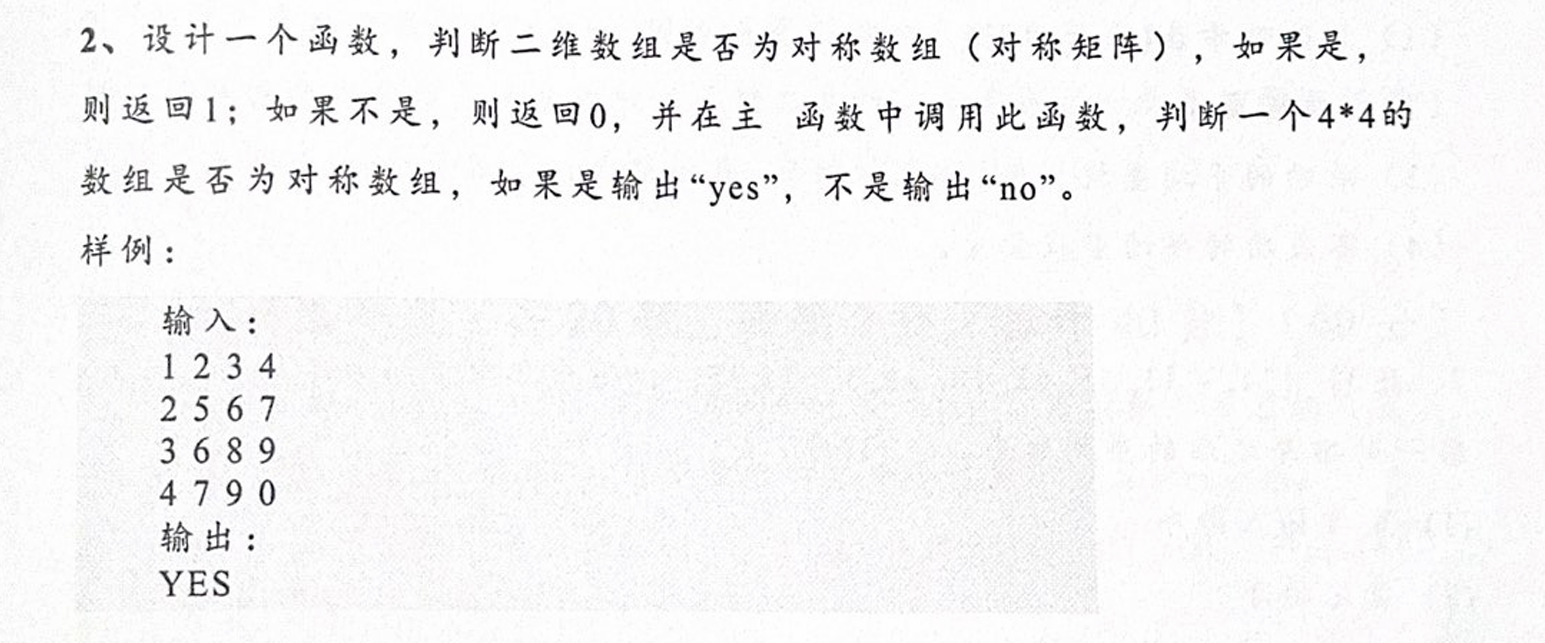 2、设计一个函数，判断二维数组是否为对称数组（对称矩阵），如果是，
则返回1；如果不是，则返回0，并在主 函数中调用此函数，判断一个4*4的
数组是否为对称数组，如果是输出“yes”，不是输出“no”。
样例：
输入：
1 2 3 4
2 5 6 7
3 6 8 9
4 7 9 0
输出：
YES